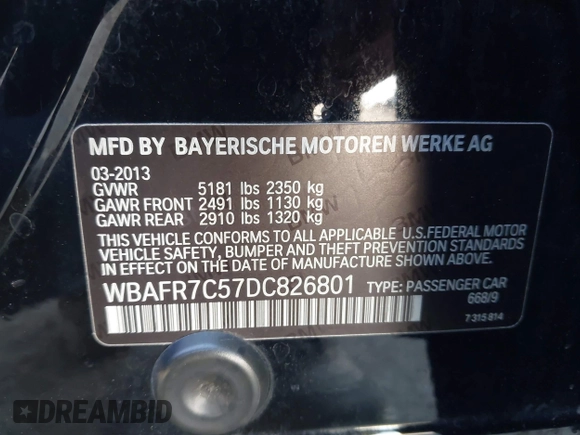 MFD BY BAYERISCHE MOTOREN WERKE AG
03-2013
GVWR 5181 lbs 2350 kg
GAWR FRONT 2491 lbs 1130 kg
GAWR REAR 2910 lbs 1320 kg
THIS VEHICLE CONFORMS TO ALL APPLICABLE U.S.FEDERAL MOTOR
VEHICLE SAFETY, BUMPER AND THEFT PREVENTION STANDARDS
IN EFFECT ON THE DATE OF MANUFACTURE SHOWN ABOVE.
WBAFR7C57DC826801 TYPE: PASSENGER CAR
668/9
7 315 814
DREAMBID